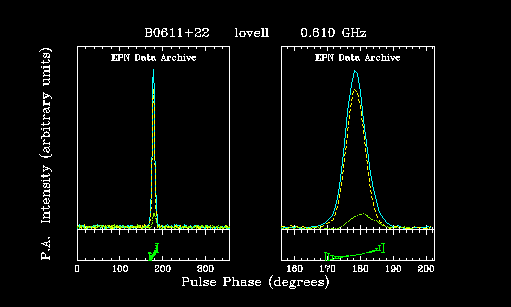 B0611+22 lovell 0.610 GHz
EPN Data Archive EPN Data Archive
P.A. Intensity (arbitrary units)
0 100 200 300 160 170 180 190 200
Pulse Phase (degrees)